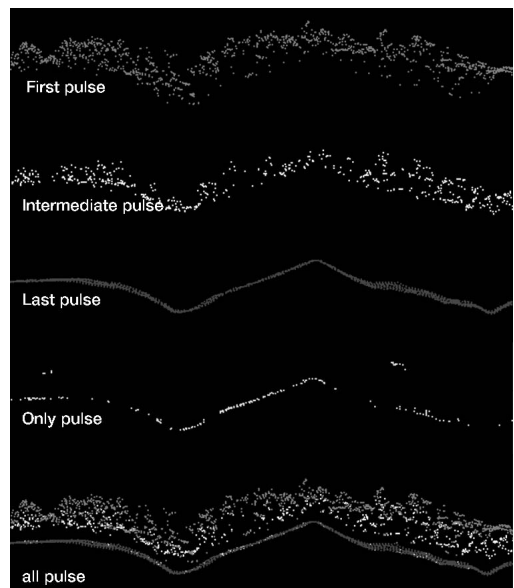 First pulse
Intermediate pulse
Last pulse
Only pulse
all pulse